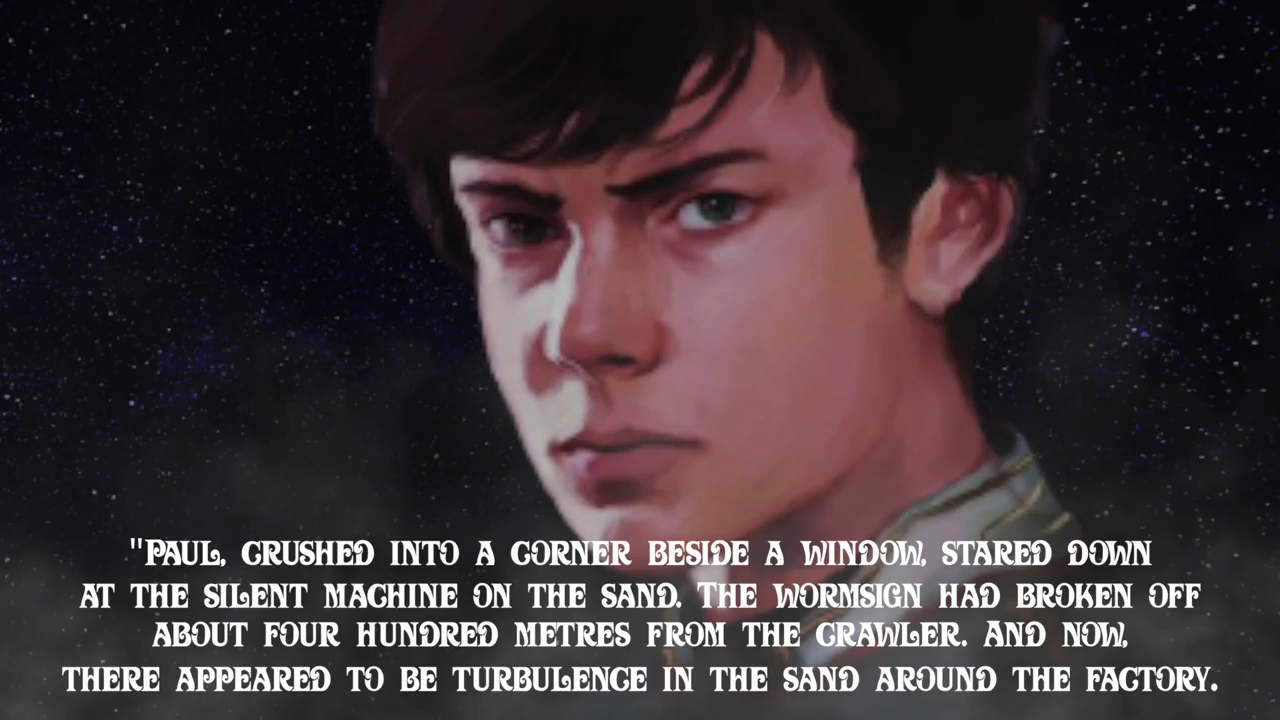 "Paul, crushed into a corner beside a window, stared down
at the silent machine on the sand. The wormsign had broken off
about four hundred metres from the crawler. And now,
there appeared to be turbulence in the sand around the factory.